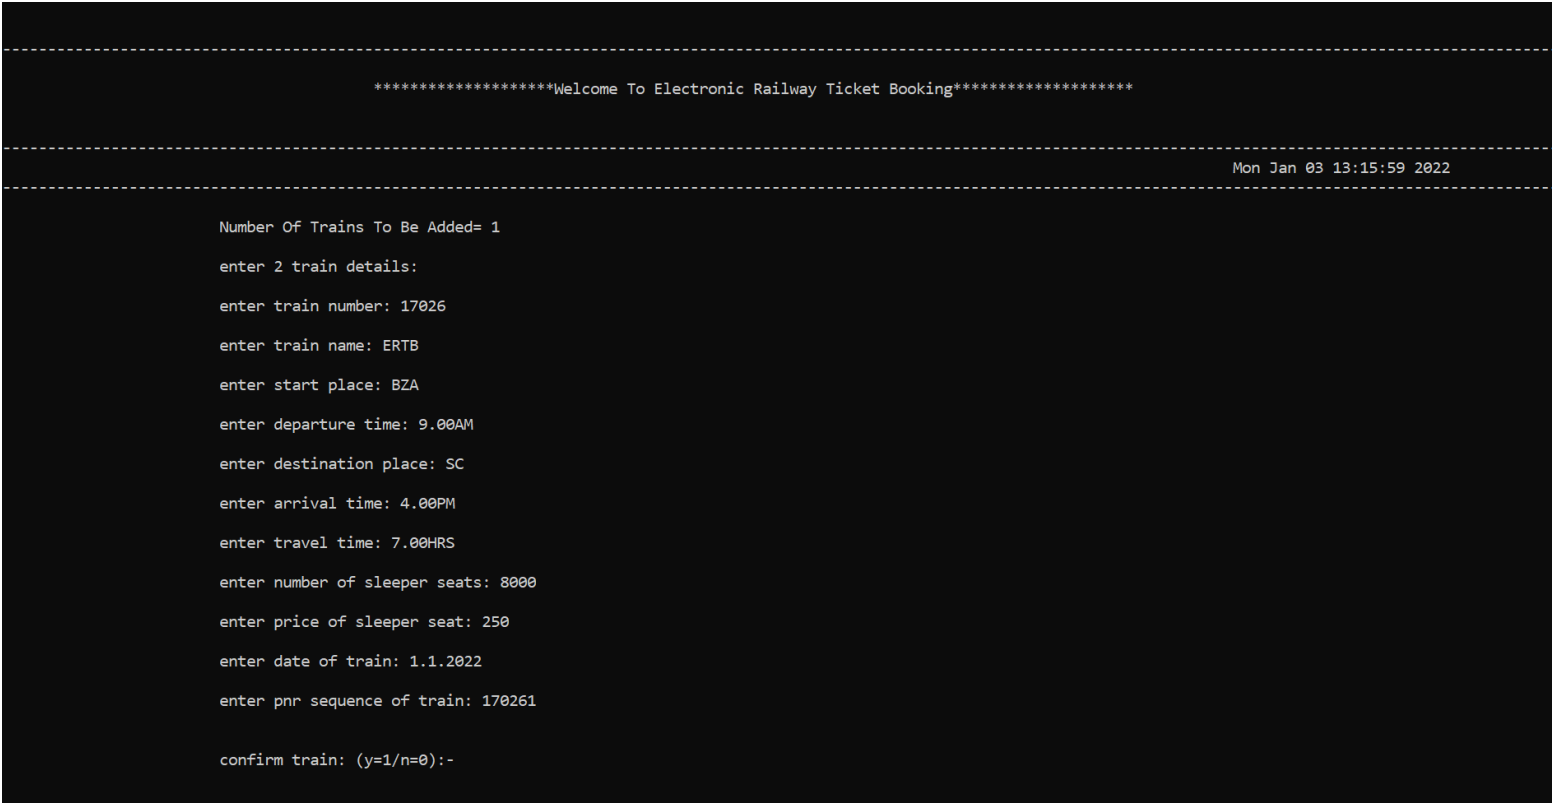 ********************Welcome To Electronic Railway Ticket Booking********************
Mon Jan 03 13:15:59 2022
Number Of Trains To Be Added= 1
enter 2 train details:
enter train number: 17026
enter train name: ERTB
enter start place: BZA
enter departure time: 9.00AM
enter destination place: SC
enter arrival time: 4.00PM
enter travel time: 7.00HRS
enter number of sleeper seats: 8000
enter price of sleeper seat: 250
enter date of train: 1.1.2022
enter pnr sequence of train: 170261
confirm train: (y=1/n=0):-